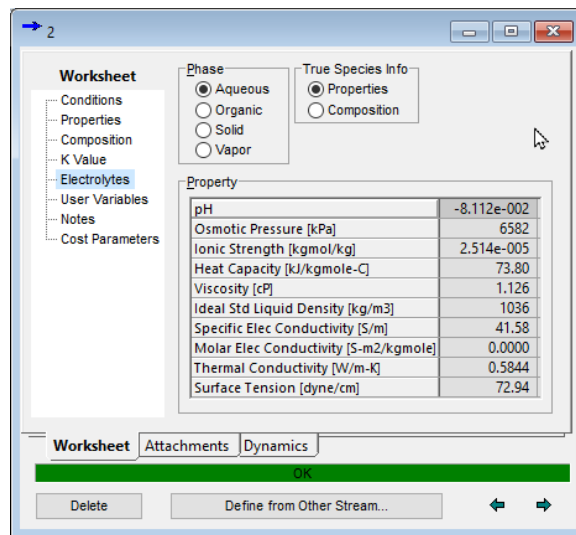 2
Worksheet
Conditions
Properties
Composition
K Value
Electrolytes
User Variables
Notes
Cost Parameters
Phase
Aqueous
Organic
Solid
Vapor
True Species Info
Properties
Composition
Property
pH -8.112e-002
Osmotic Pressure [kPa] 6582
Ionic Strength [kgmol/kg] 2.514e-005
Heat Capacity [kJ/kgmole-C] 73.80
Viscosity [cP] 1.126
Ideal Std Liquid Density [kg/m3] 1036
Specific Elec Conductivity [S/m] 41.58
Molar Elec Conductivity [S-m2/kgmole] 0.0000
Thermal Conductivity [W/m-K] 0.5844
Surface Tension [dyne/cm] 72.94
Worksheet Attachments Dynamics
OK
Delete Define from Other Stream...